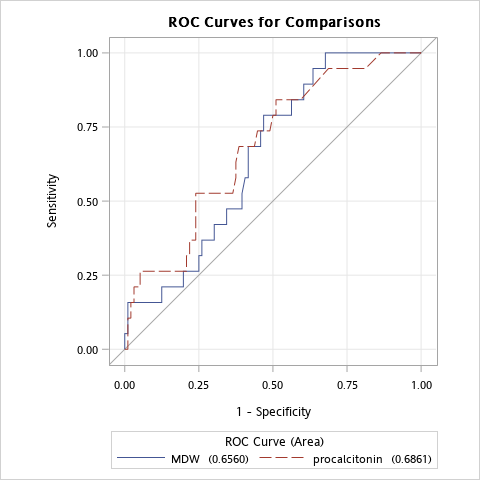 ROC Curves for Comparisons
1.00
0.75
0.50
0.25
0.00
Sensitivity
0.00 0.25 0.50 0.75 1.00
1 - Specificity
ROC Curve (Area)
MDW (0.6560) procalcitonin (0.6861)